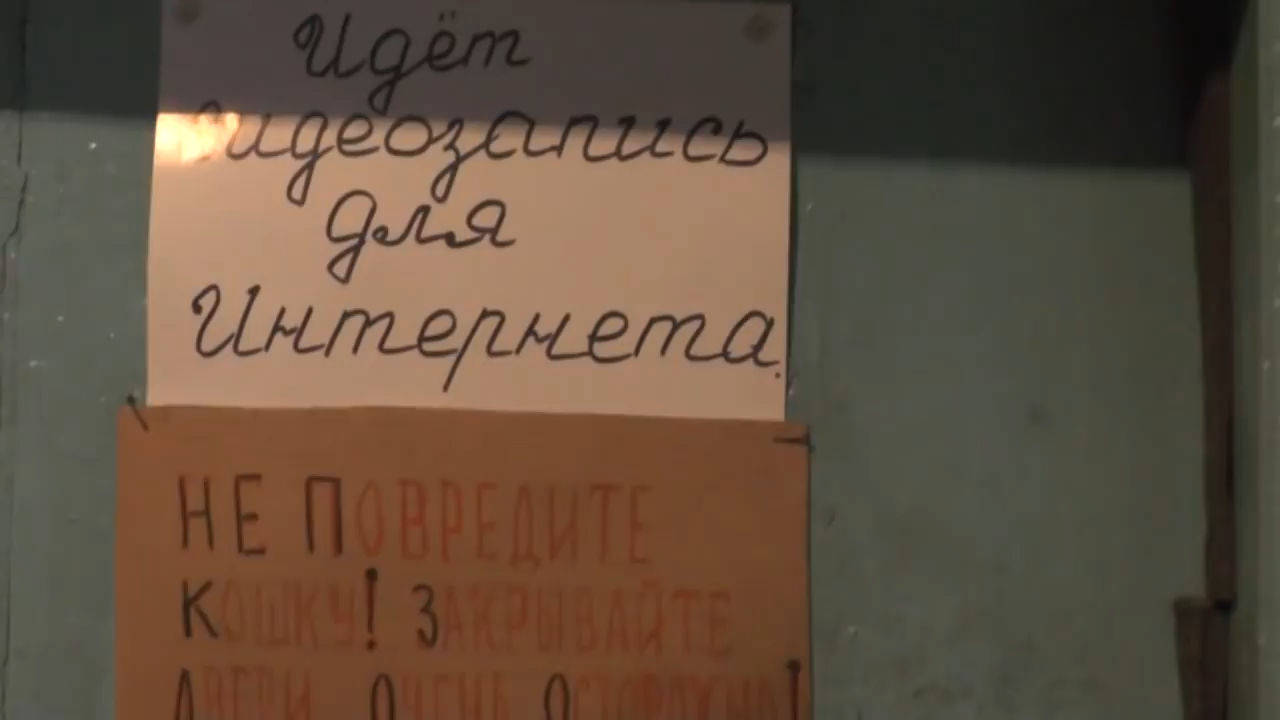 Идёт
видеозапись
для
Интернета.
НЕ ПОВРЕДИТЕ
КОШКУ! ЗАКРЫВАЙТЕ
ДВЕРИ ОЧЕНЬ ОСТОРОЖНО!